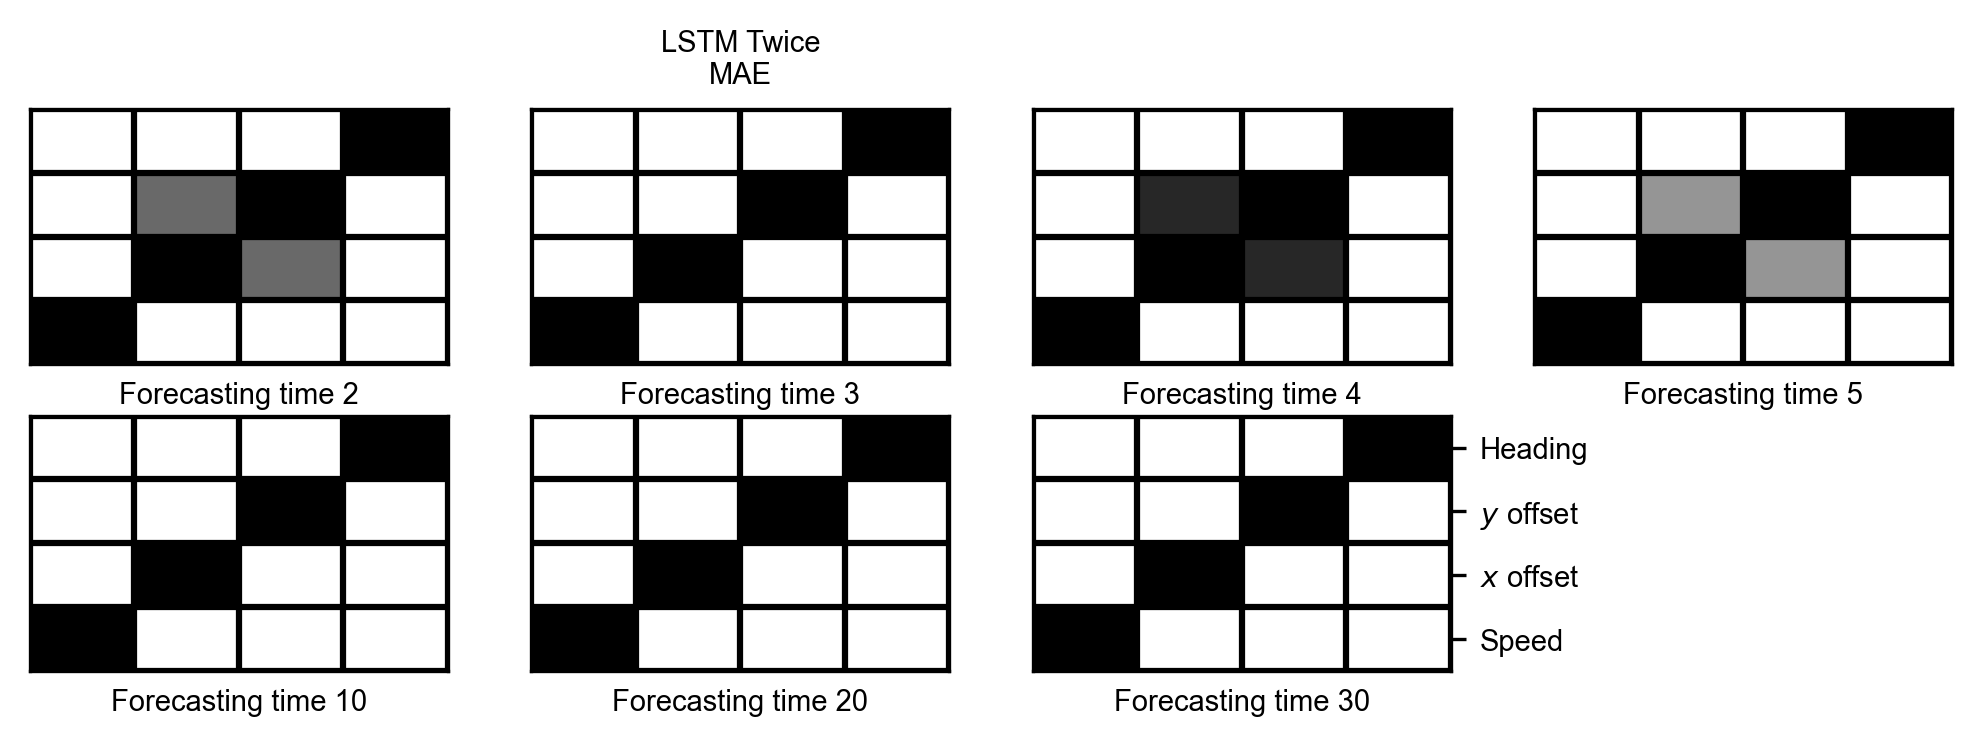 LSTM Twice
MAE
Forecasting time 2
Forecasting time 3
Forecasting time 4
Forecasting time 5
Heading
y offset
x offset
Speed
Forecasting time 10
Forecasting time 20
Forecasting time 30